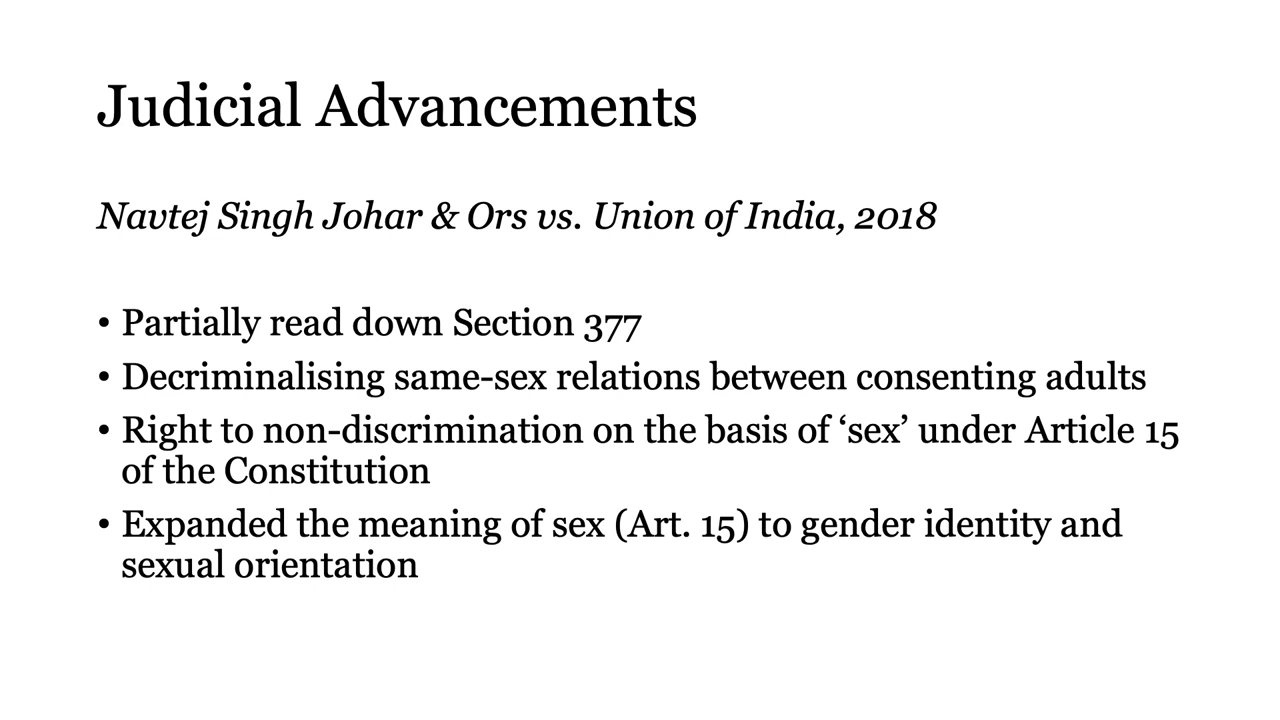 Judicial Advancements
Navtej Singh Johar & Ors vs. Union of India, 2018
• Partially read down Section 377
• Decriminalising same-sex relations between consenting adults
• Right to non-discrimination on the basis of ‘sex’ under Article 15
of the Constitution
• Expanded the meaning of sex (Art. 15) to gender identity and
sexual orientation